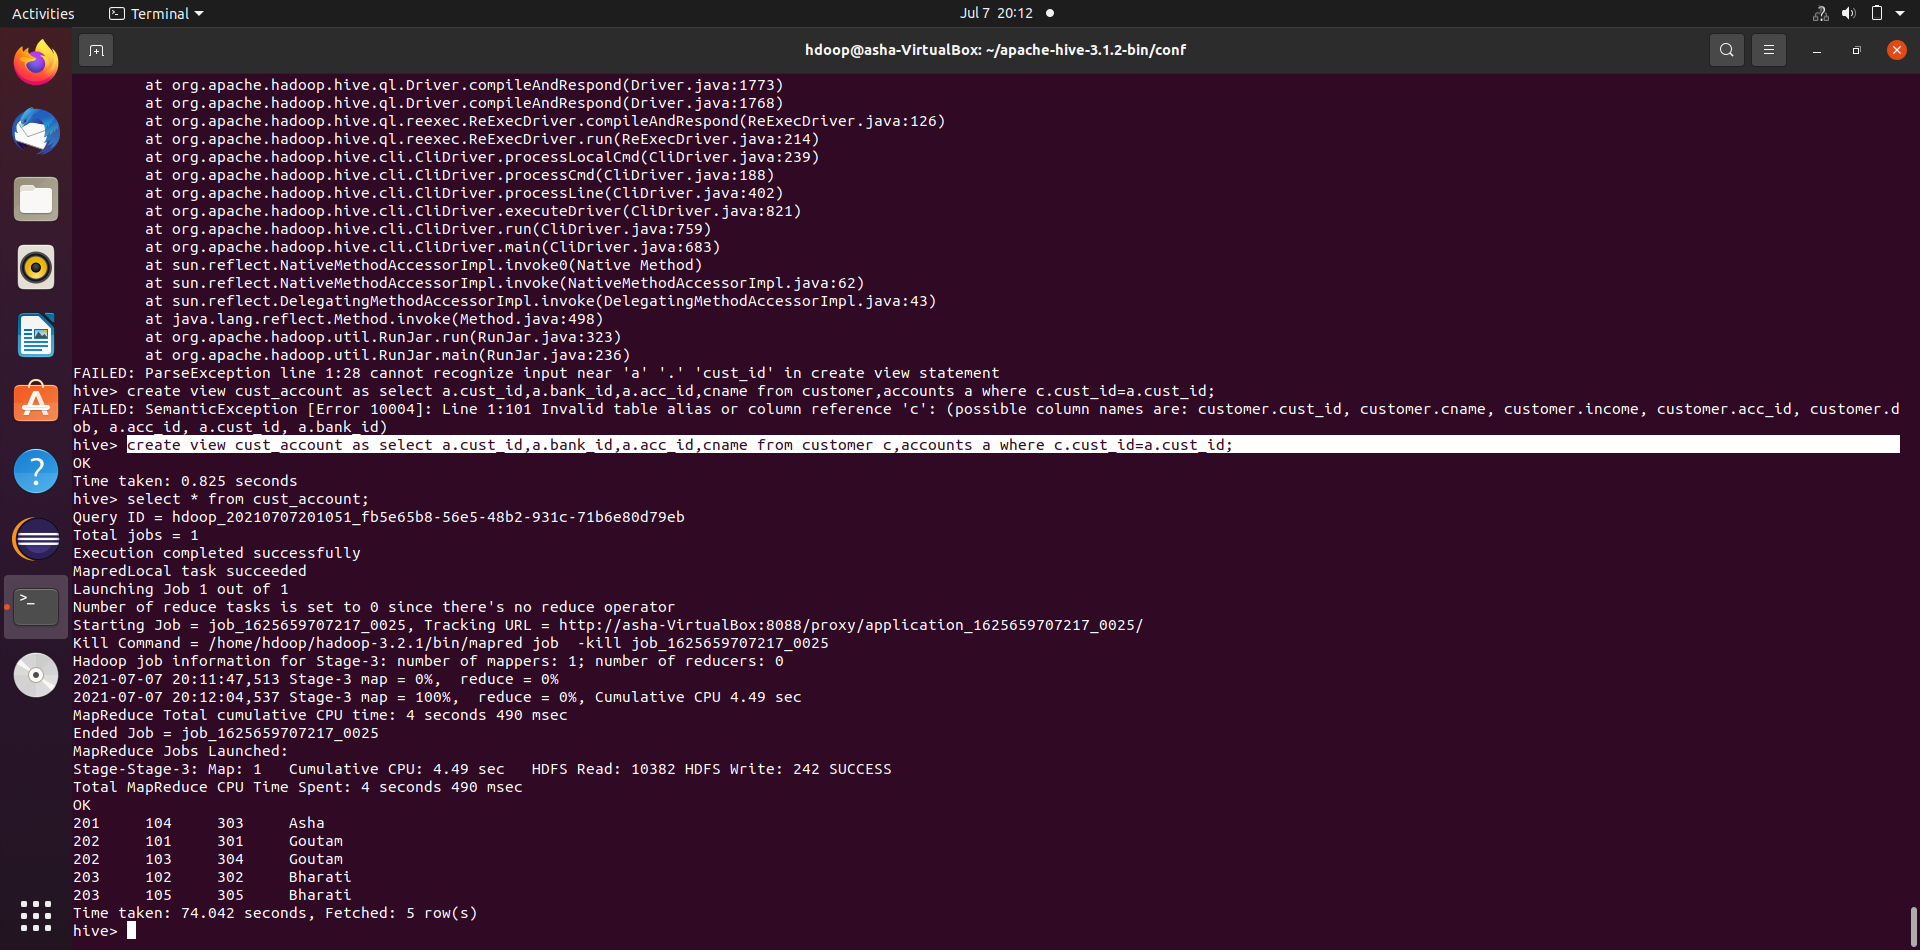 Activities
Terminal
Jul 7 20:12
hdoop@asha-VirtualBox: ~/apache-hive-3.1.2-bin/conf
at org.apache.hadoop.hive.ql.Driver.compileAndRespond(Driver.java:1773)
at org.apache.hadoop.hive.ql.Driver.compileAndRespond(Driver.java:1768)
at org.apache.hadoop.hive.ql.reexec.ReExecDriver.compileAndRespond(ReExecDriver.java:126)
at org.apache.hadoop.hive.ql.reexec.ReExecDriver.run(ReExecDriver.java:214)
at org.apache.hadoop.hive.cli.CliDriver.processLocalCmd(CliDriver.java:239)
at org.apache.hadoop.hive.cli.CliDriver.processCmd(CliDriver.java:188)
at org.apache.hadoop.hive.cli.CliDriver.processLine(CliDriver.java:402)
at org.apache.hadoop.hive.cli.CliDriver.executeDriver(CliDriver.java:821)
at org.apache.hadoop.hive.cli.CliDriver.run(CliDriver.java:759)
at org.apache.hadoop.hive.cli.CliDriver.main(CliDriver.java:683)
at sun.reflect.NativeMethodAccessorImpl.invoke0(Native Method)
at sun.reflect.NativeMethodAccessorImpl.invoke(NativeMethodAccessorImpl.java:62)
at sun.reflect.DelegatingMethodAccessorImpl.invoke(DelegatingMethodAccessorImpl.java:43)
at java.lang.reflect.Method.invoke(Method.java:498)
at org.apache.hadoop.util.RunJar.run(RunJar.java:323)
at org.apache.hadoop.util.RunJar.main(RunJar.java:236)
FAILED: ParseException line 1:28 cannot recognize input near 'a' '.' 'cust_id' in create view statement
hive> create view cust_account as select a.cust_id,a.bank_id,a.acc_id,cname from customer,accounts a where c.cust_id=a.cust_id;
FAILED: SemanticException [Error 10004]: Line 1:101 Invalid table alias or column reference 'c': (possible column names are: customer.cust_id, customer.cname, customer.income, customer.acc_id, customer.d
ob, a.acc_id, a.cust_id, a.bank_id)
hive> create view cust_account as select a.cust_id,a.bank_id,a.acc_id,cname from customer c,accounts a where c.cust_id=a.cust_id;
OK
Time taken: 0.825 seconds
hive> select * from cust_account;
Query ID = hdoop_20210707201051_fb5e65b8-56e5-48b2-931c-71b6e80d79eb
Total jobs = 1
Execution completed successfully
MapredLocal task succeeded
Launching Job 1 out of 1
Number of reduce tasks is set to 0 since there's no reduce operator
Starting Job = job_1625659707217_0025, Tracking URL = http://asha-VirtualBox:8088/proxy/application_1625659707217_0025/
Kill Command = /home/hdoop/hadoop-3.2.1/bin/mapred job  -kill job_1625659707217_0025
Hadoop job information for Stage-3: number of mappers: 1; number of reducers: 0
2021-07-07 20:11:47,513 Stage-3 map = 0%,  reduce = 0%
2021-07-07 20:12:04,537 Stage-3 map = 100%,  reduce = 0%, Cumulative CPU 4.49 sec
MapReduce Total cumulative CPU time: 4 seconds 490 msec
Ended Job = job_1625659707217_0025
MapReduce Jobs Launched:
Stage-Stage-3: Map: 1   Cumulative CPU: 4.49 sec   HDFS Read: 10382 HDFS Write: 242 SUCCESS
Total MapReduce CPU Time Spent: 4 seconds 490 msec
OK
201	104	303	Asha
202	101	301	Goutam
202	103	304	Goutam
203	102	302	Bharati
203	105	305	Bharati
Time taken: 74.042 seconds, Fetched: 5 row(s)
hive>